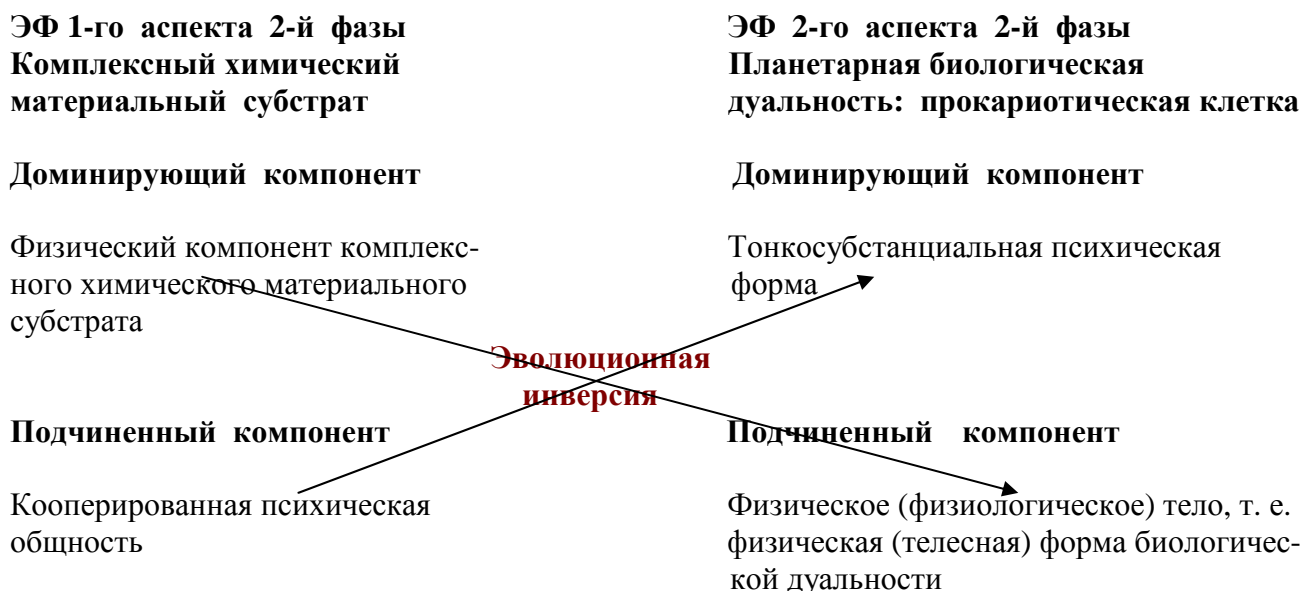 ЭФ 1-го аспекта 2-й фазы
Комплексный химический
материальный субстрат
Доминирующий компонент
Физический компонент комплекс-
ного химического материального
субстрата
Подчиненный компонент
Кооперированная психическая
общность
Эволюционная
инверсия
ЭФ 2-го аспекта 2-й фазы
Планетарная биологическая
дуальность: прокариотическая клетка
Доминирующий компонент
Тонкосубстанциальная психическая
форма
Подчиненный компонент
Физическое (физиологическое) тело, т. е.
физическая (телесная) форма биологичес-
кой дуальности